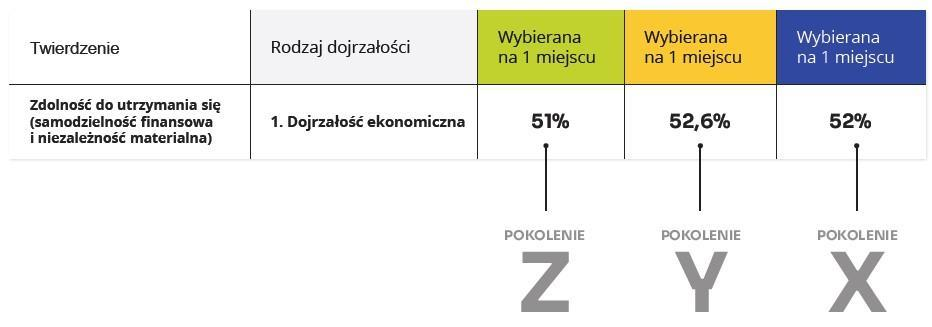 Twierdzenie
Rodzaj dojrzałości
Wybierana
na 1 miejscu
Wybierana
na 1 miejscu
Wybierana
na 1 miejscu
Zdolność do utrzymania się
(samodzielność finansowa
i niezależność materialna)
1. Dojrzałość ekonomiczna
51%
52,6%
52%
POKOLENIE
Z
POKOLENIE
Y
POKOLENIE
X